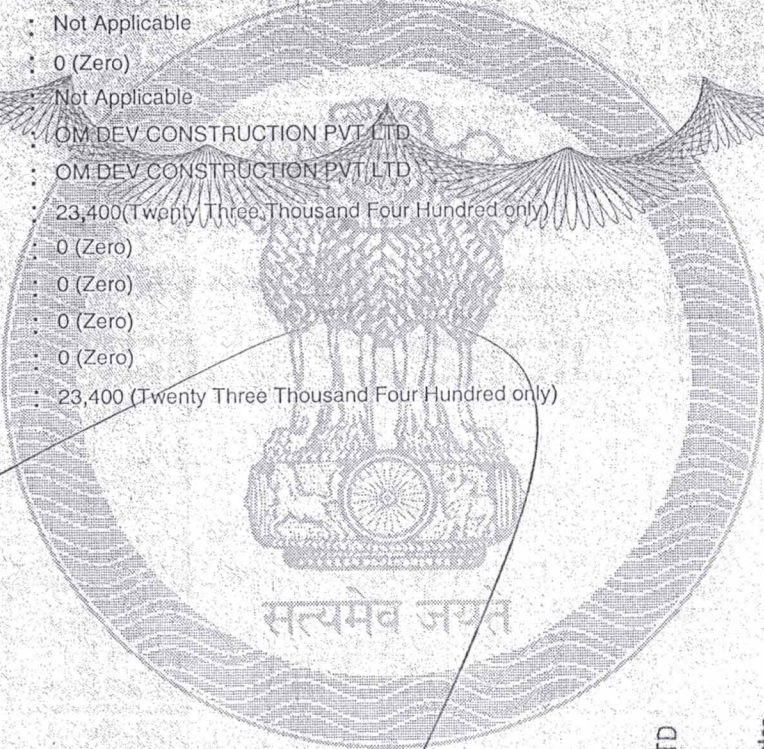 : Not Applicable
: 0 (Zero)
: Not Applicable
: OM DEV CONSTRUCTION PVT LTD
: OM DEV CONSTRUCTION PVT LTD
: 23,400(Twenty Three Thousand Four Hundred only)
: 0 (Zero)
: 0 (Zero)
: 0 (Zero)
: 0 (Zero)
: 23,400 (Twenty Three Thousand Four Hundred only)
सत्यमेव जयते
TD